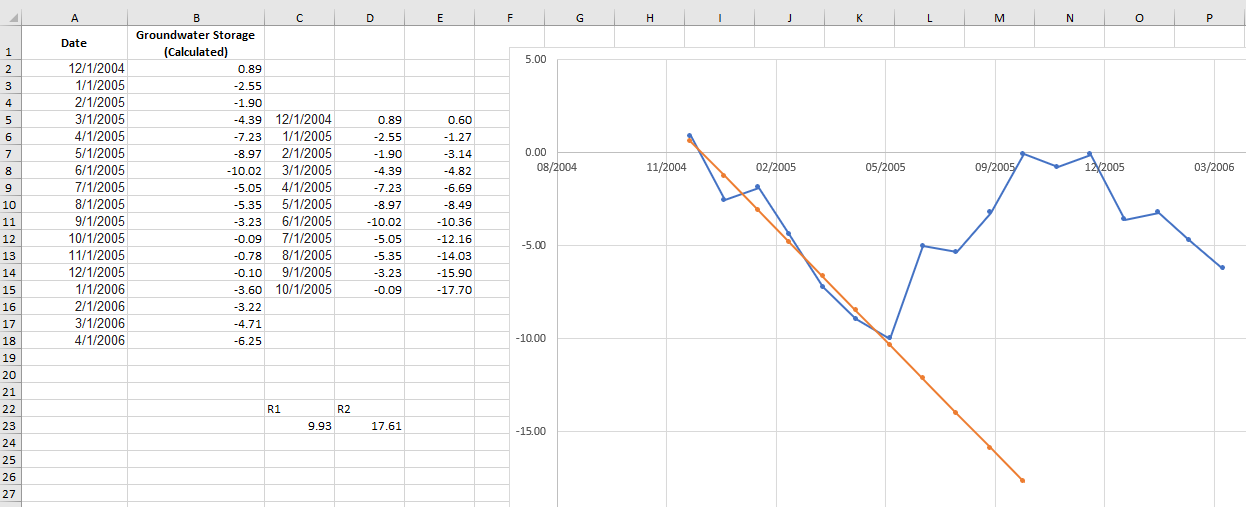 A B C D E F G H I J K L M N O P
Date Groundwater Storage
(Calculated)
1
2 12/1/2004 0.89
3 1/1/2005 -2.55
4 2/1/2005 -1.90
5 3/1/2005 -4.39 12/1/2004 0.89 0.60
6 4/1/2005 -7.23 1/1/2005 -2.55 -1.27
7 5/1/2005 -8.97 2/1/2005 -1.90 -3.14
8 6/1/2005 -10.02 3/1/2005 -4.39 -4.82
9 7/1/2005 -5.05 4/1/2005 -7.23 -6.69
10 8/1/2005 -5.35 5/1/2005 -8.97 -8.49
11 9/1/2005 -3.23 6/1/2005 -10.02 -10.36
12 10/1/2005 -0.09 7/1/2005 -5.05 -12.16
13 11/1/2005 -0.78 8/1/2005 -5.35 -14.03
14 12/1/2005 -0.10 9/1/2005 -3.23 -15.90
15 1/1/2006 -3.60 10/1/2005 -0.09 -17.70
16 2/1/2006 -3.22
17 3/1/2006 -4.71
18 4/1/2006 -6.25
19
20
21
22 R1 R2
23 9.93 17.61
24
25
26
27
5.00
0.00
08/2004 11/2004 02/2005 05/2005 09/2005 12/2005 03/2006
-5.00
-10.00
-15.00